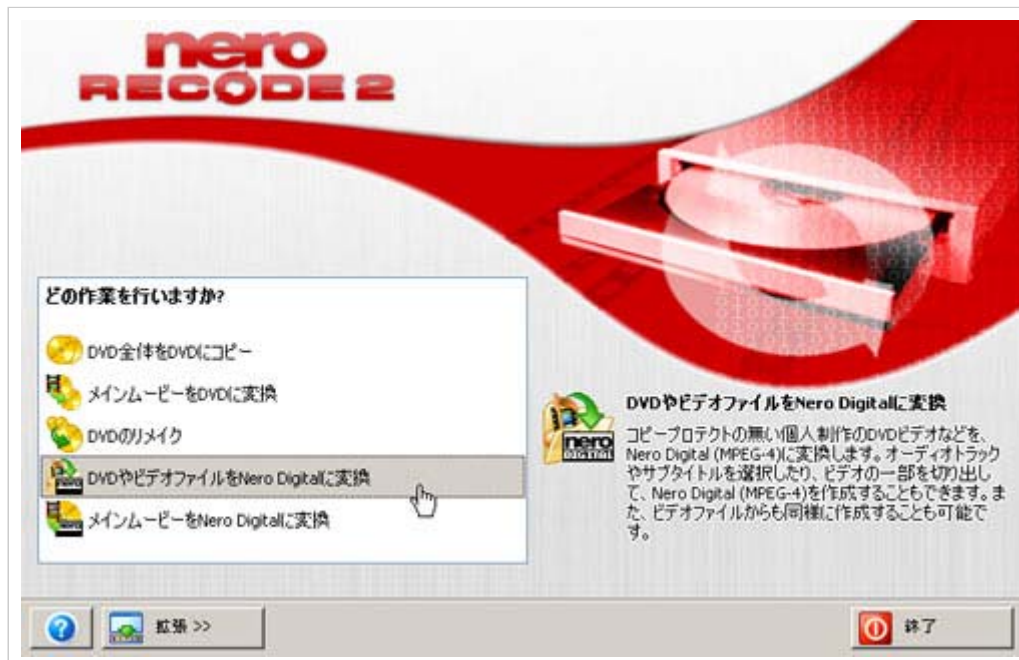 nero
RECODE 2
どの作業を行いますか?
DVD全体をDVDにコピー
メインムービーをDVDに変換
DVDのリメイク
DVDやビデオファイルをNero Digitalに変換
メインムービーをNero Digitalに変換
nero
DIGITAL
DVDやビデオファイルをNero Digitalに変換
コピープロテクトの無い個人制作のDVDビデオなどを、
Nero Digital (MPEG-4)に変換します。オーディオトラック
やサブタイトルを選択したり、ビデオの一部を切り出し
て、Nero Digital (MPEG-4)を作成することもできます。ま
た、ビデオファイルからも同様に作成することも可能で
す。
?
拡張 >>
終了